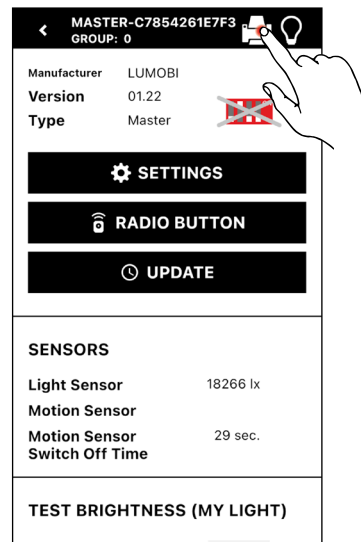 MASTER-C7854261E7F3
GROUP: 0
Manufacturer LUMOBI
Version 01.22
Type Master
SETTINGS
RADIO BUTTON
UPDATE
SENSORS
Light Sensor 18266 lx
Motion Sensor
Motion Sensor 29 sec.
Switch Off Time
TEST BRIGHTNESS (MY LIGHT)